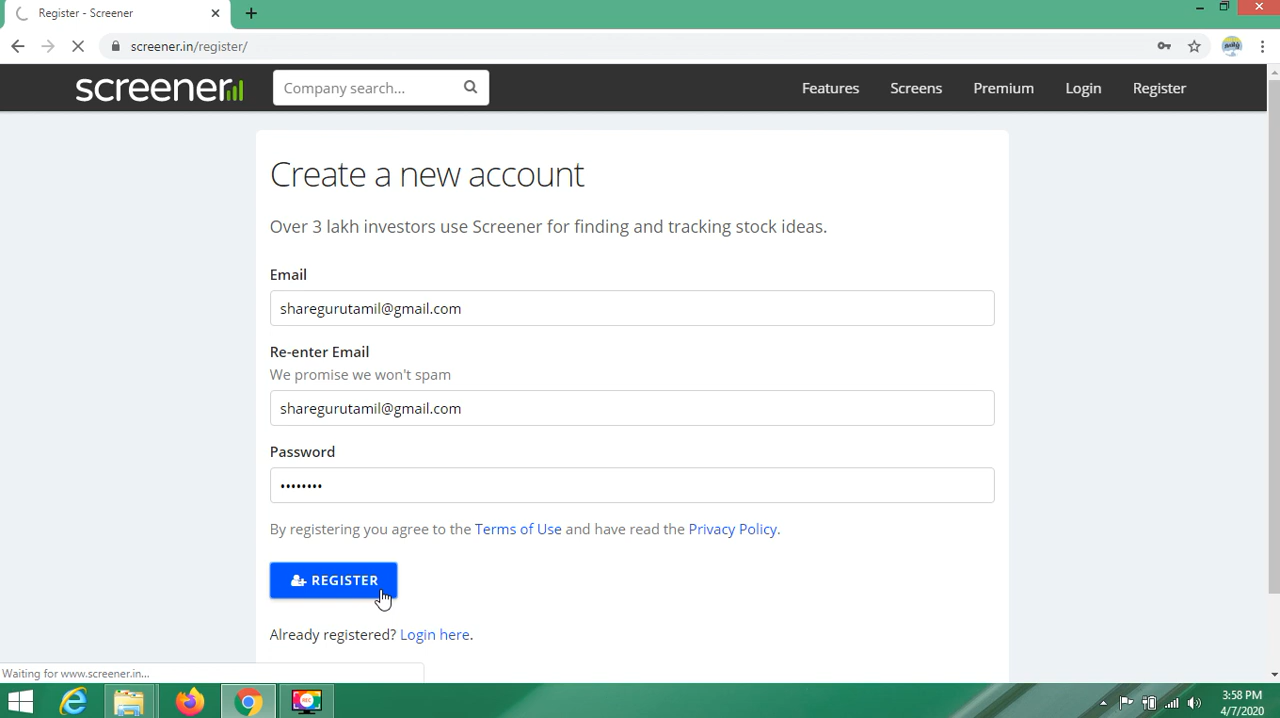 Register - Screener
screener.in/register/
screener
Company search...
Features
Screens
Premium
Login
Register
Create a new account
Over 3 lakh investors use Screener for finding and tracking stock ideas.
Email
sharegurutamil@gmail.com
Re-enter Email
We promise we won't spam
sharegurutamil@gmail.com
Password
••••••••
By registering you agree to the Terms of Use and have read the Privacy Policy.
REGISTER
Already registered? Login here.
Waiting for www.screener.in...
3:58 PM
4/7/2020